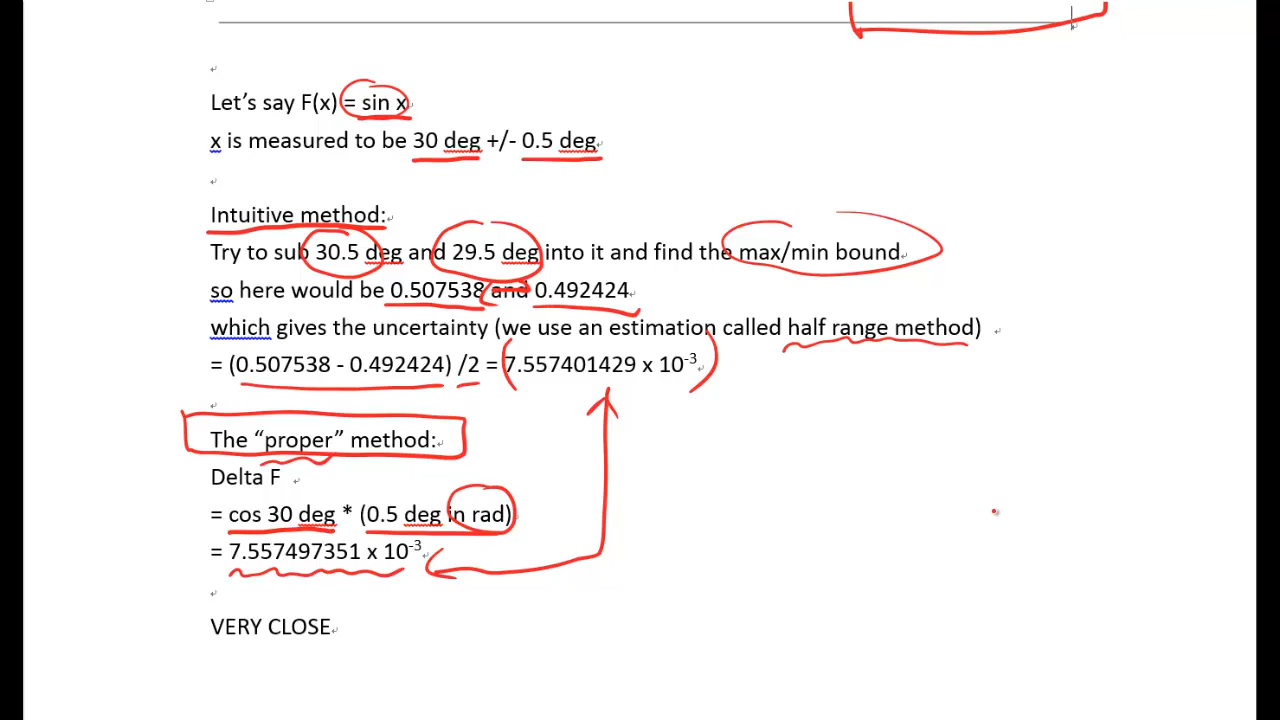 Let's say F(x) = sin x
x is measured to be 30 deg +/- 0.5 deg
Intuitive method:
Try to sub 30.5 deg and 29.5 deg into it and find the max/min bound
so here would be 0.507538 and 0.492424
which gives the uncertainty (we use an estimation called half range method)
= (0.507538 - 0.492424) /2 = 7.557401429 x 10⁻³
The “proper” method:
Delta F
= cos 30 deg * (0.5 deg in rad)
= 7.557497351 x 10⁻³
VERY CLOSE